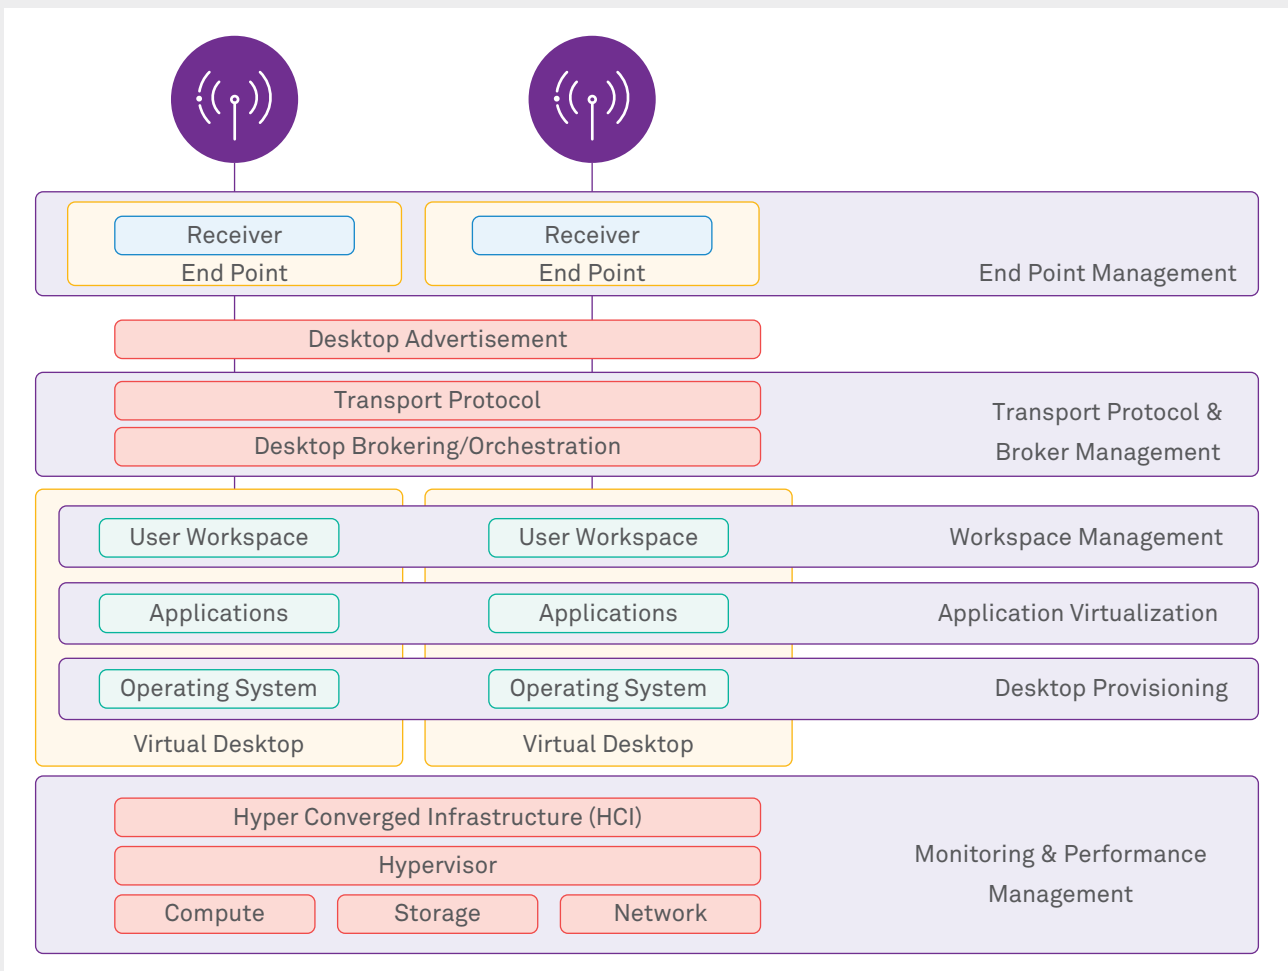 Receiver
Receiver
End Point
End Point
End Point Management
Desktop Advertisement
Transport Protocol
Desktop Brokering/Orchestration
Transport Protocol &
Broker Management
User Workspace
User Workspace
Workspace Management
Applications
Applications
Application Virtualization
Operating System
Operating System
Desktop Provisioning
Virtual Desktop
Virtual Desktop
Hyper Converged Infrastructure (HCI)
Hypervisor
Compute
Storage
Network
Monitoring & Performance
Management